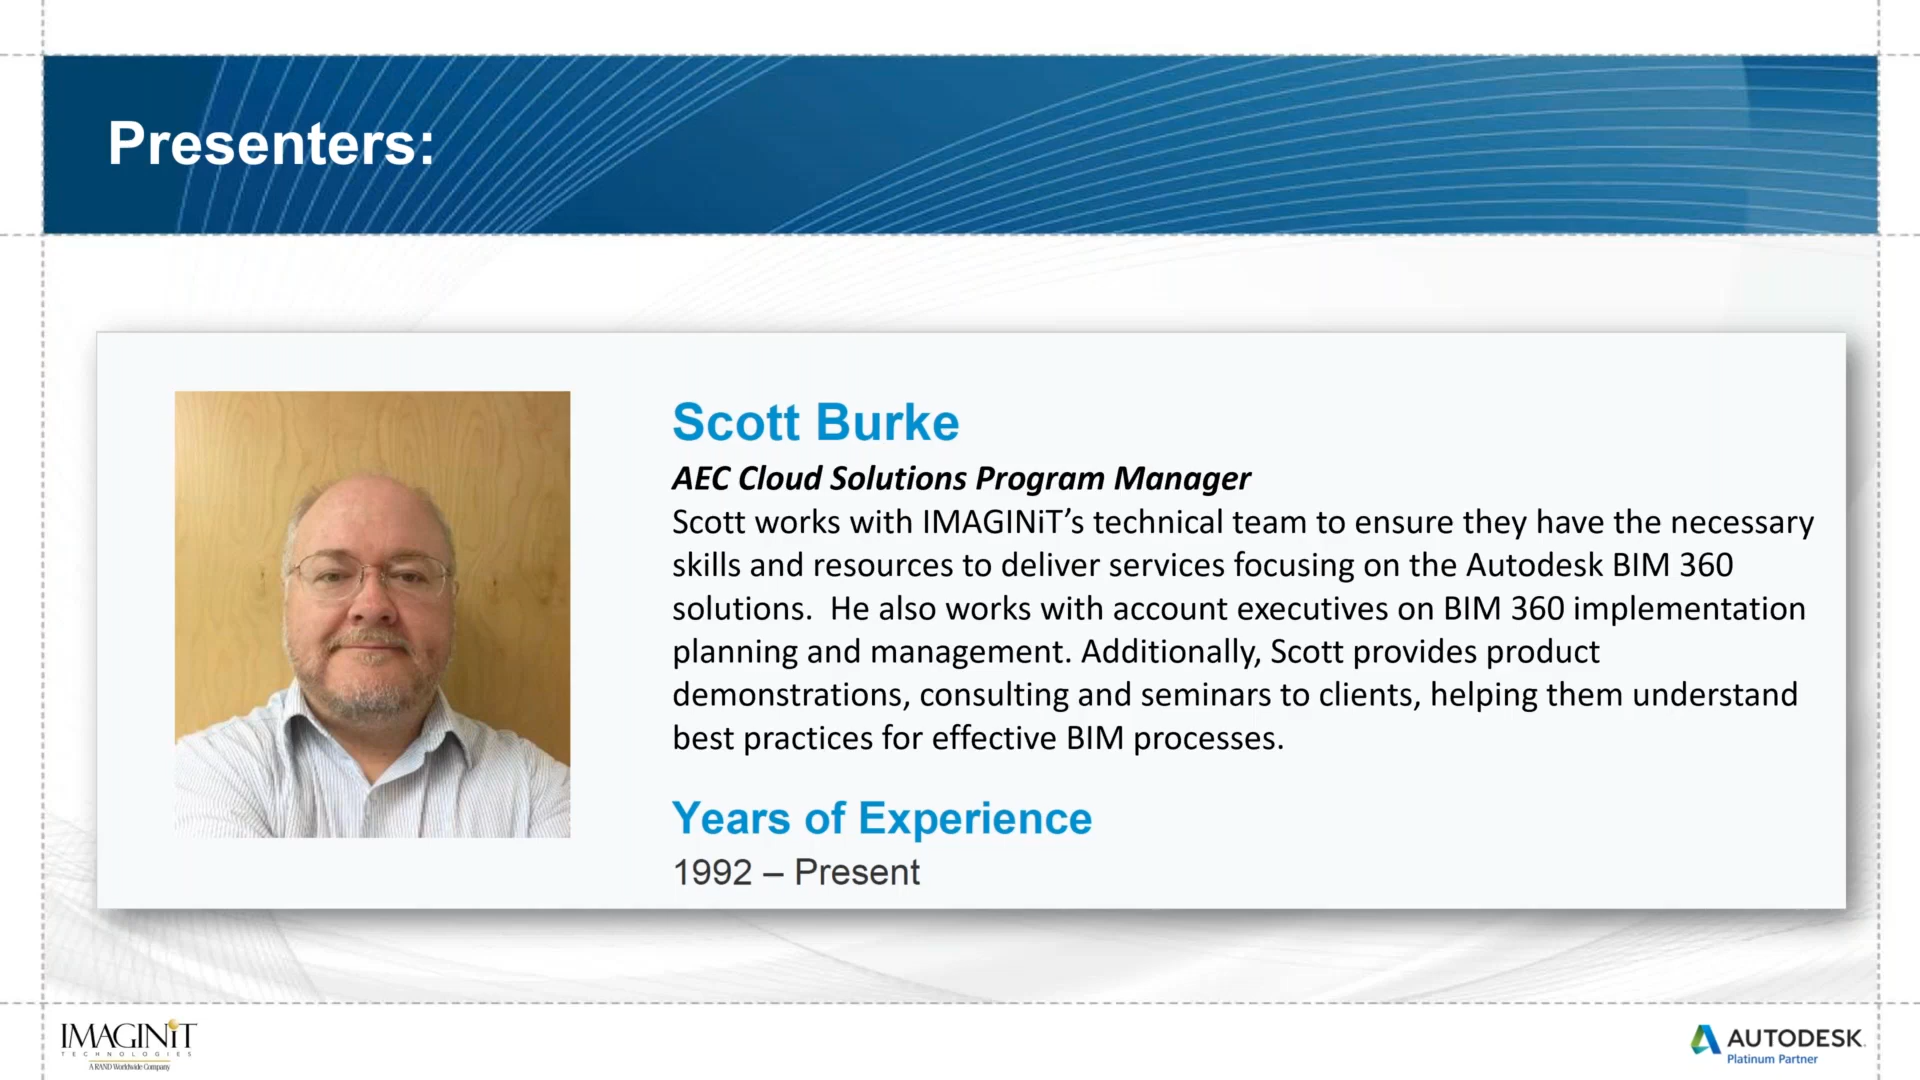 Presenters:
Scott Burke
AEC Cloud Solutions Program Manager
Scott works with IMAGINiT’s technical team to ensure they have the necessary
skills and resources to deliver services focusing on the Autodesk BIM 360
solutions.  He also works with account executives on BIM 360 implementation
planning and management. Additionally, Scott provides product
demonstrations, consulting and seminars to clients, helping them understand
best practices for effective BIM processes.
Years of Experience
1992 – Present
IMAGINiT
TECHNOLOGIES
A RAND Worldwide Company
AUTODESK.
Platinum Partner